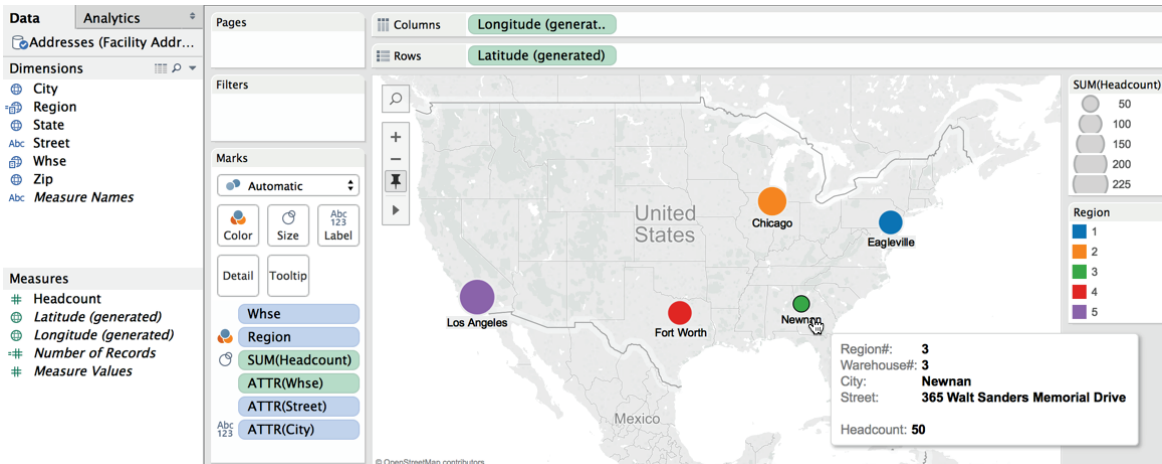 Data Analytics
Addresses (Facility Addr...
Dimensions
City
Region
State
Abc Street
Whse
Zip
Abc Measure Names
Measures
Headcount
Latitude (generated)
Longitude (generated)
Number of Records
Measure Values
Pages
Filters
Marks
Automatic
Color
Size
Abc
123
Label
Detail
Tooltip
Whse
Region
SUM(Headcount)
ATTR(Whse)
ATTR(Street)
Abc
123
ATTR(City)
Columns
Longitude (generat..
Rows
Latitude (generated)
United
States
Chicago
Eagleville
Los Angeles
Fort Worth
Newnan
Mexico
© OpenStreetMap contributors
Region#: 3
Warehouse#: 3
City: Newnan
Street: 365 Walt Sanders Memorial Drive
Headcount: 50
SUM(Headcount)
50
100
150
200
225
Region
1
2
3
4
5